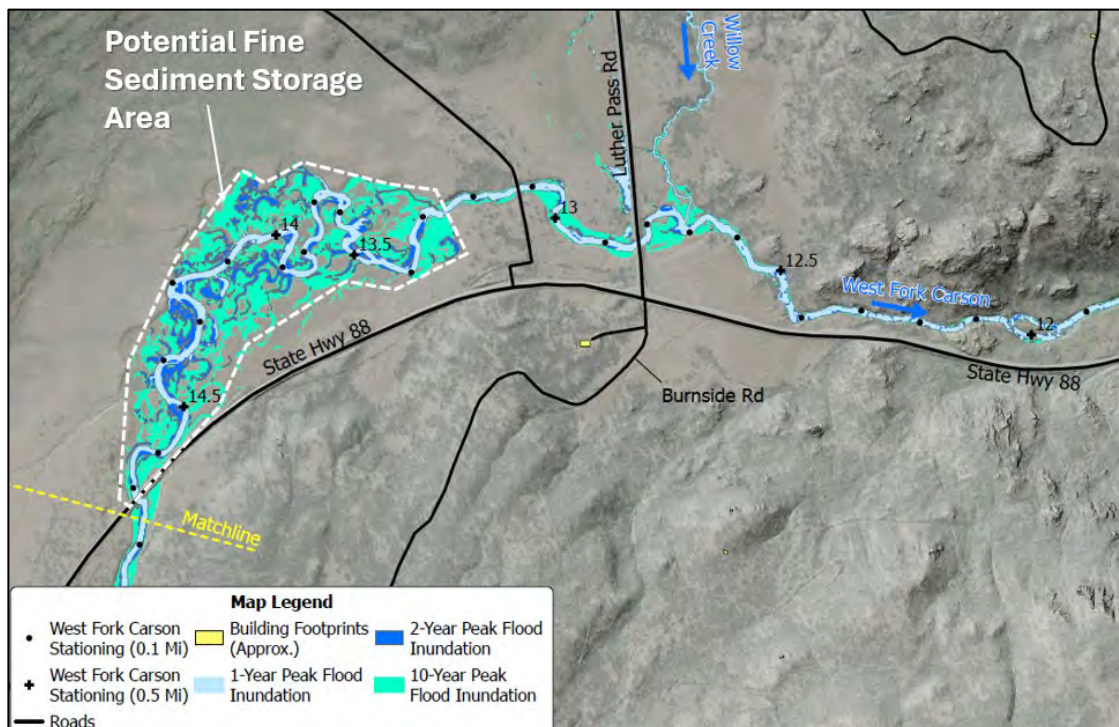 Potential Fine
Sediment Storage
Area
Willow
Creek
Luther Pass Rd
14
13.5
13
12.5
West Fork Carson
12
State Hwy 88
State Hwy 88
14.5
Burnside Rd
Matchline
Map Legend
West Fork Carson
Stationing (0.1 Mi)
Building Footprints
(Approx.)
2-Year Peak Flood
Inundation
West Fork Carson
Stationing (0.5 Mi)
1-Year Peak Flood
Inundation
10-Year Peak
Flood Inundation
Roads